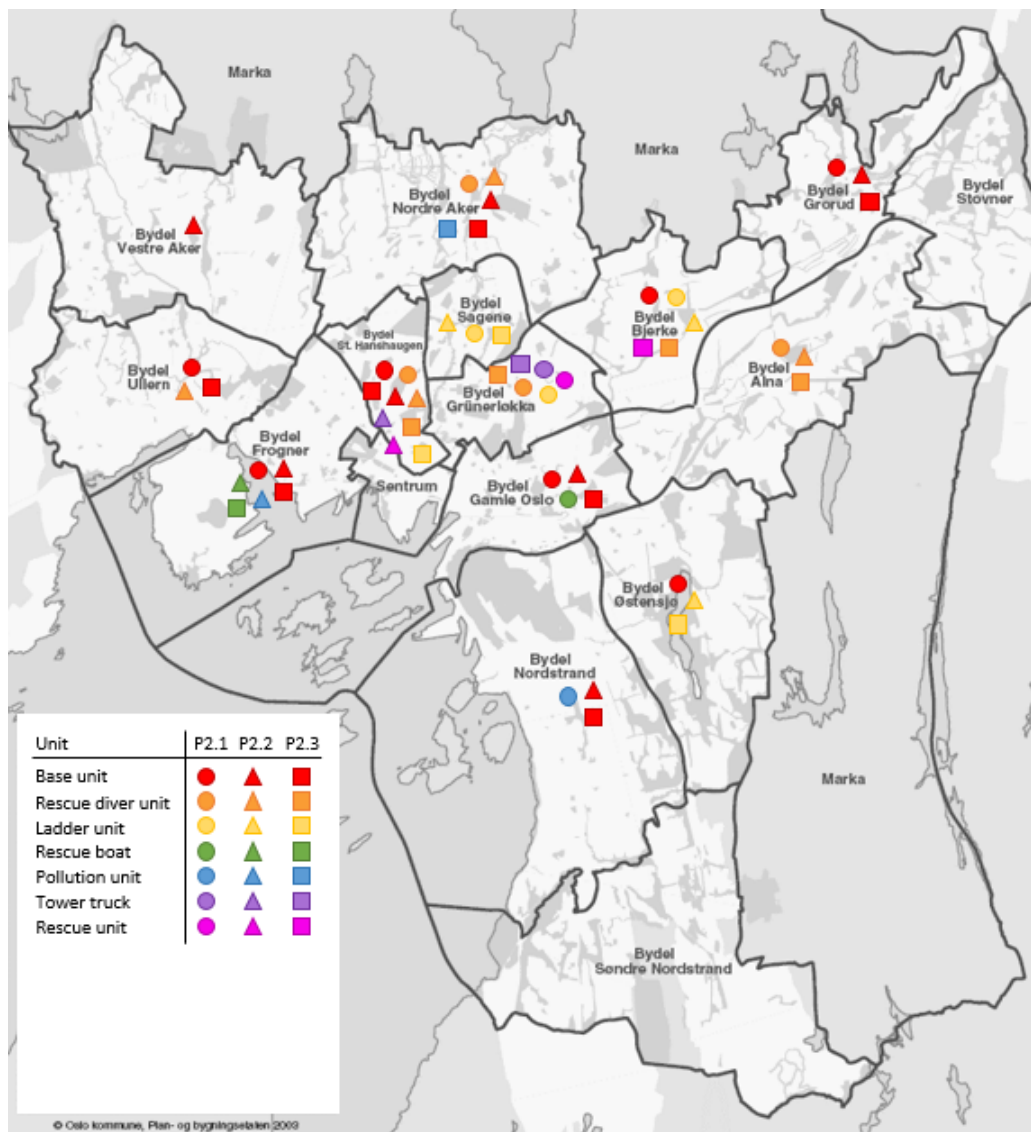 Marka
Marka
Bydel
Grorud
Bydel
Stovner
Bydel
Nordre Aker
Bydel
Vestre Aker
Bydel
Sagene
Bydel
St. Hanshaugen
Bydel
Bjerke
Bydel
Ullern
Bydel
Alna
Bydel
Grünerløkka
Bydel
Frogner
Sentrum
Bydel
Gamle Oslo
Bydel
Østensjø
Bydel
Nordstrand
Marka
Bydel
Søndre Nordstrand
Unit P2.1 P2.2 P2.3
Base unit
Rescue diver unit
Ladder unit
Rescue boat
Pollution unit
Tower truck
Rescue unit
© Oslo kommune, Plan- og bygningsetaten 2003